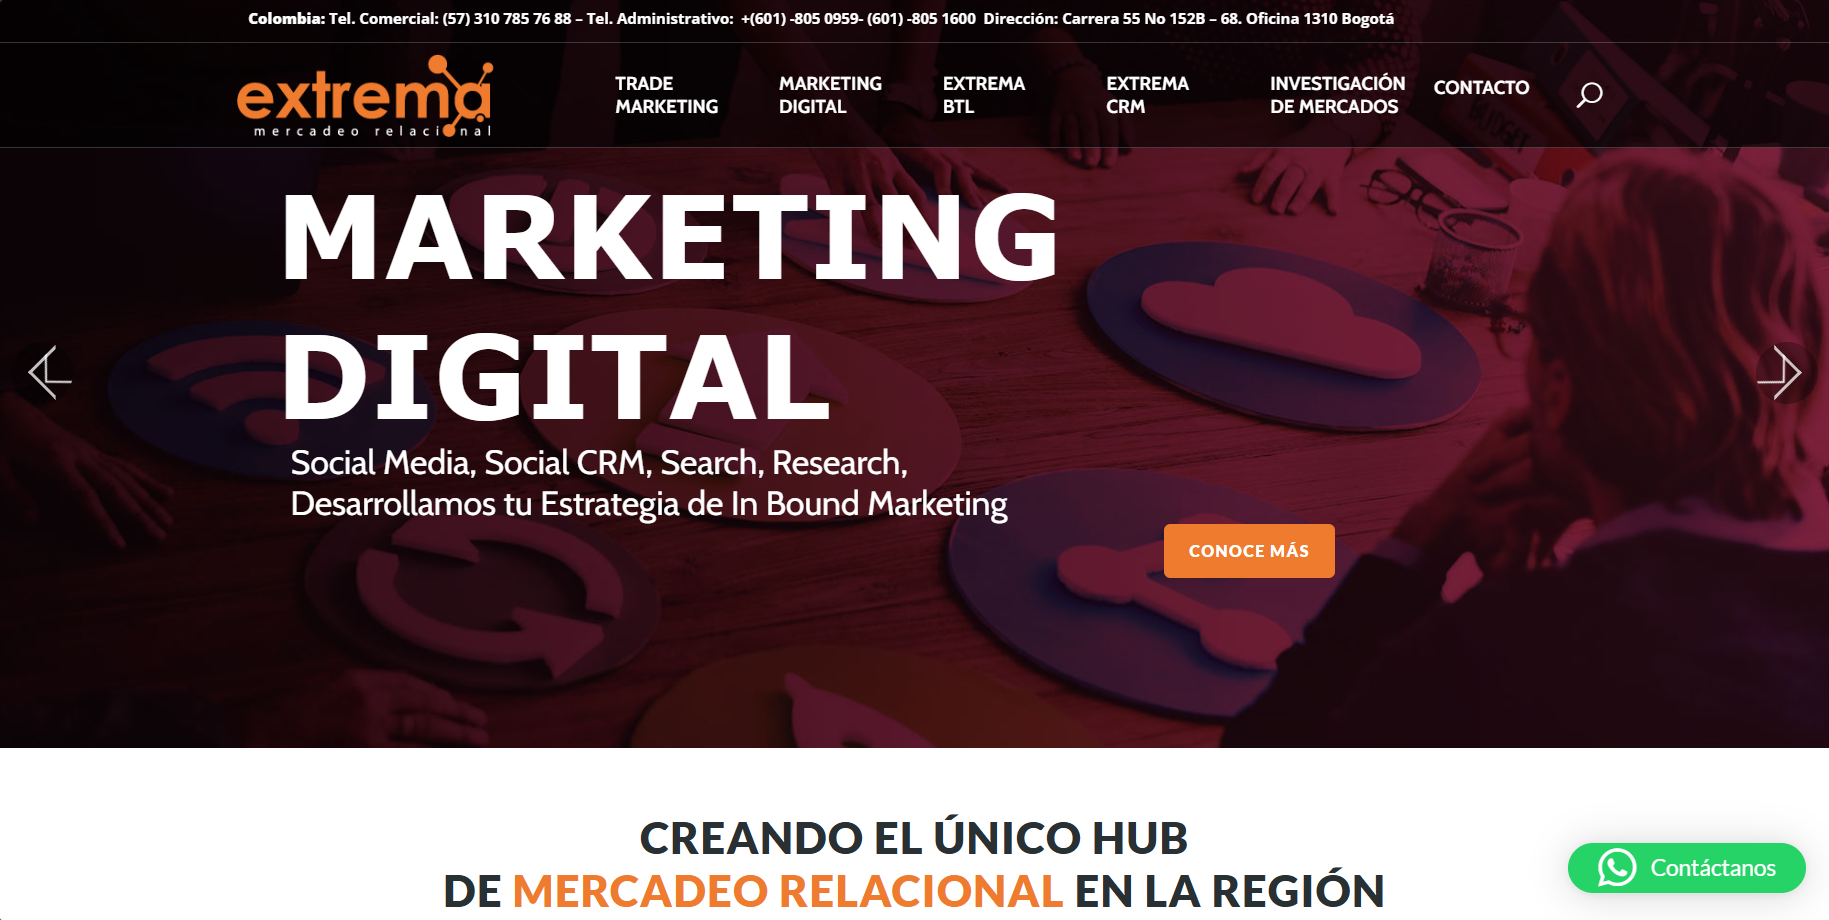 Colombia: Tel. Comercial: (57) 310 785 76 88 – Tel. Administrativo:  +(601) -805 0959- (601) -805 1600  Dirección: Carrera 55 No 152B – 68. Oficina 1310 Bogotá
extrema
mercadeo relacional
TRADE
MARKETING
MARKETING
DIGITAL
EXTREMA
BTL
EXTREMA
CRM
INVESTIGACIÓN
DE MERCADOS
CONTACTO
BUDGET
MARKETING
DIGITAL
Social Media, Social CRM, Search, Research,
Desarrollamos tu Estrategia de In Bound Marketing
CONOCE MÁS
CREANDO EL ÚNICO HUB
DE MERCADEO RELACIONAL EN LA REGIÓN
Contáctanos